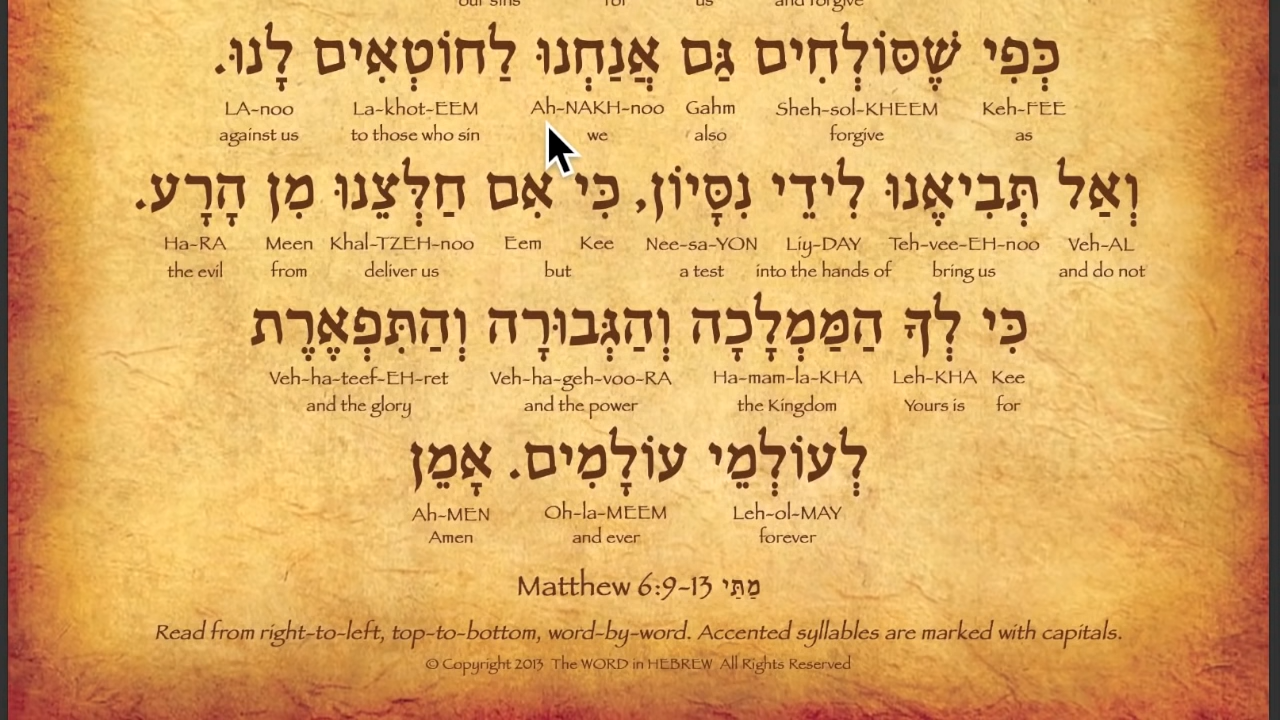 our sins for us and forgive
כְּפִי שֶׁסּוֹלְחִים גַּם אֲנַחְנוּ לַחוֹטְאִים לָנוּ.
LA-noo La-khot-EEM Ah-NAKH-noo Gahm Sheh-sol-KHEEM Keh-FEE
against us to those who sin we also forgive as
וְאַל תְּבִיאֶנוּ לִידֵי נִסָּיוֹן, כִּי אִם חַלְּצֵנוּ מִן הָרָע.
Ha-RA Meen Khal-TZEH-noo Eem Kee Nee-sa-YON Liy-DAY Teh-vee-EH-noo Veh-AL
the evil from deliver us but a test into the hands of bring us and do not
כִּי לְךָ הַמַּמְלָכָה וְהַגְּבוּרָה וְהַתִּפְאֶרֶת
Veh-ha-teef-EH-ret Veh-ha-geh-voo-RA Ha-mam-la-KHA Leh-KHA Kee
and the glory and the power the Kingdom Yours is for
לְעוֹלְמֵי עוֹלָמִים. אָמֵן
Ah-MEN Oh-la-MEEM Leh-ol-MAY
Amen and ever forever
Matthew 6:9-13 מַתַּי
Read from right-to-left, top-to-bottom, word-by-word. Accented syllables are marked with capitals.
© Copyright 2013 The WORD in HEBREW All Rights Reserved